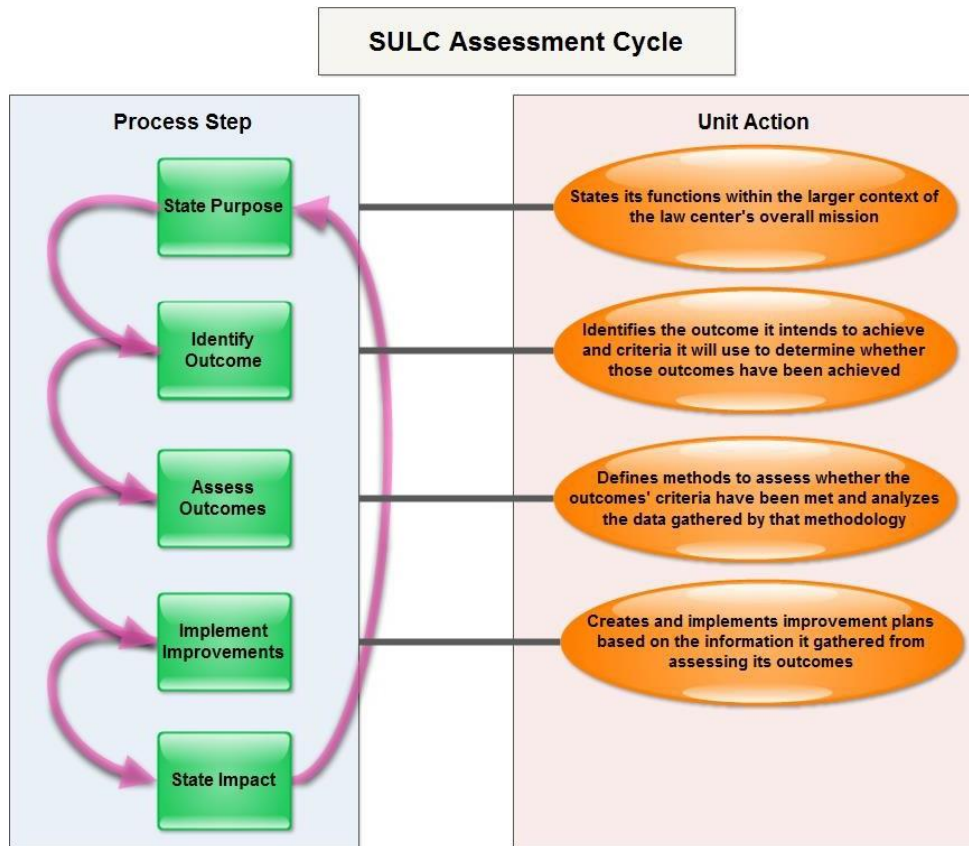 SULC Assessment Cycle
Process Step
State Purpose
Identify
Outcome
Assess
Outcomes
Implement
Improvements
State Impact
Unit Action
States its functions within the larger context of
the law center's overall mission
Identifies the outcome it intends to achieve
and criteria it will use to determine whether
those outcomes have been achieved
Defines methods to assess whether the
outcomes' criteria have been met and analyzes
the data gathered by that methodology
Creates and implements improvement plans
based on the information it gathered from
assessing its outcomes